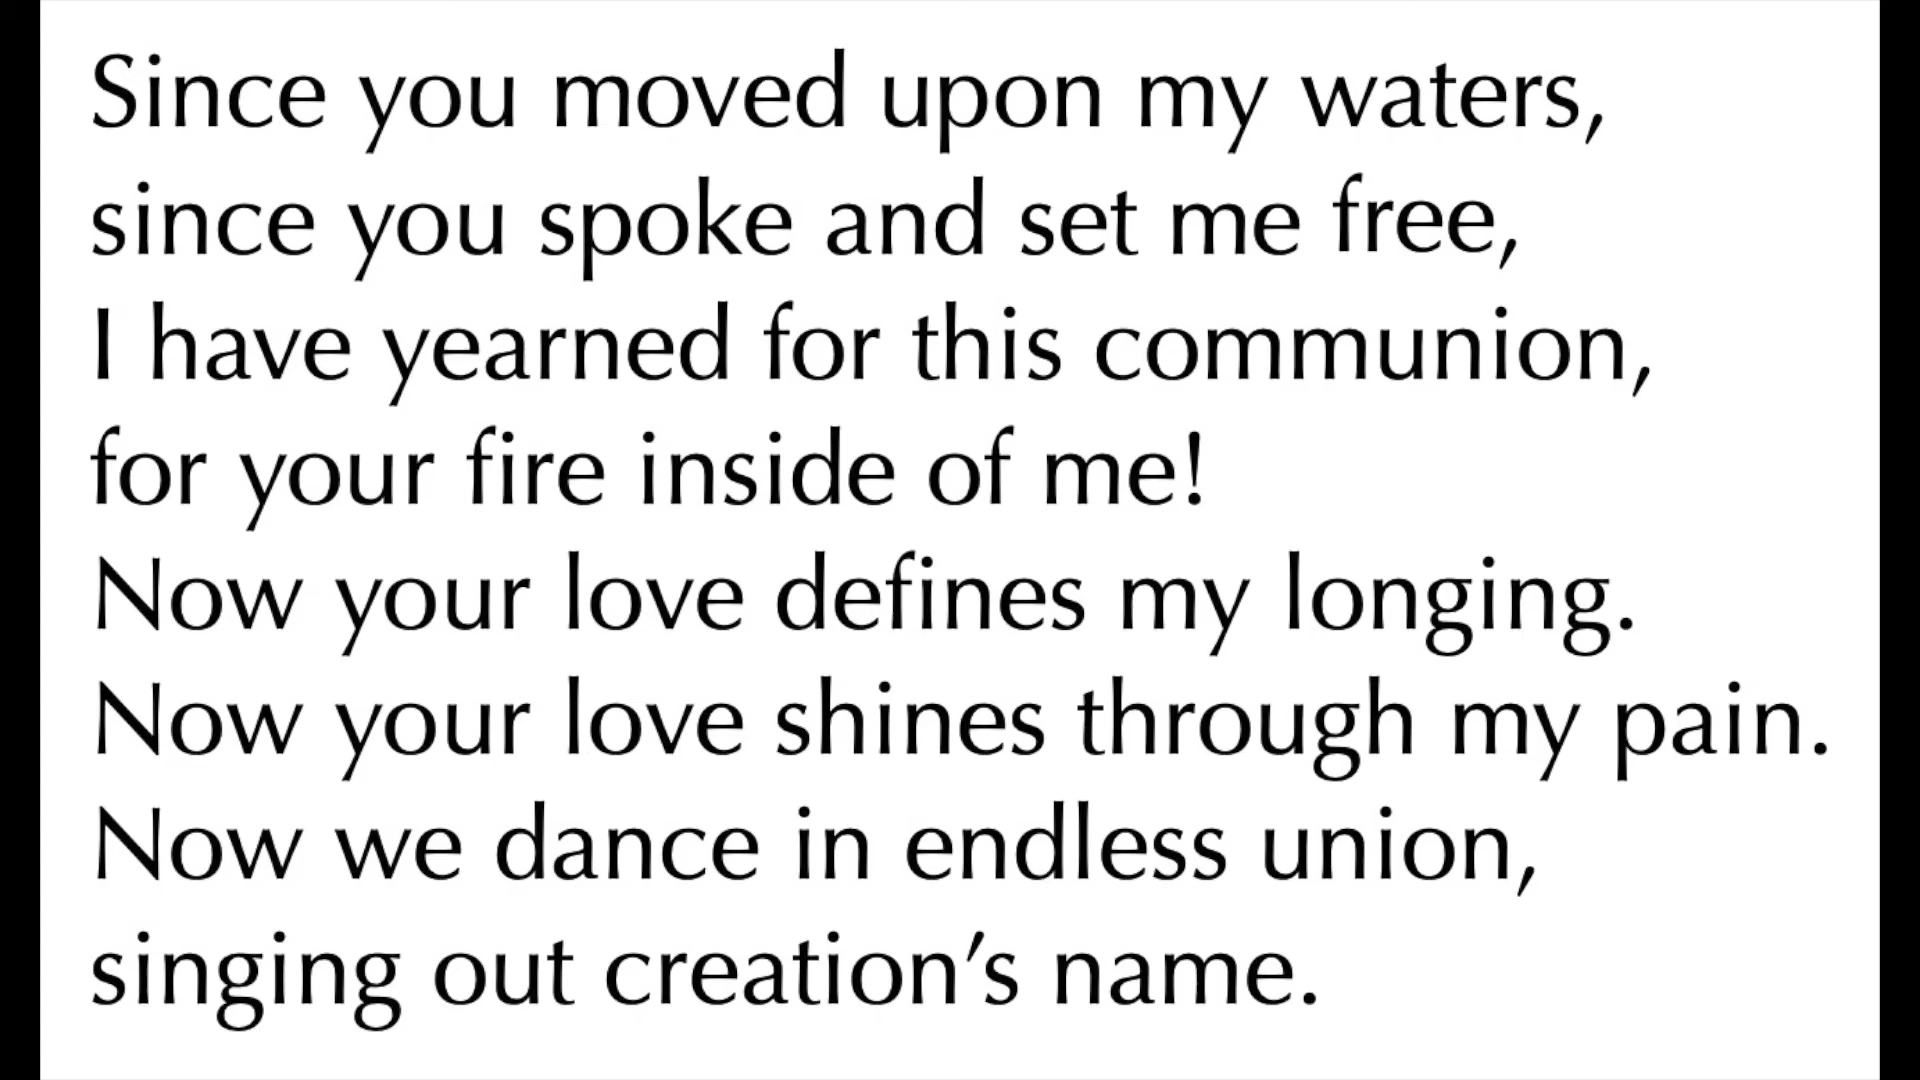 Since you moved upon my waters,
since you spoke and set me free,
I have yearned for this communion,
for your fire inside of me!
Now your love defines my longing.
Now your love shines through my pain.
Now we dance in endless union,
singing out creation’s name.